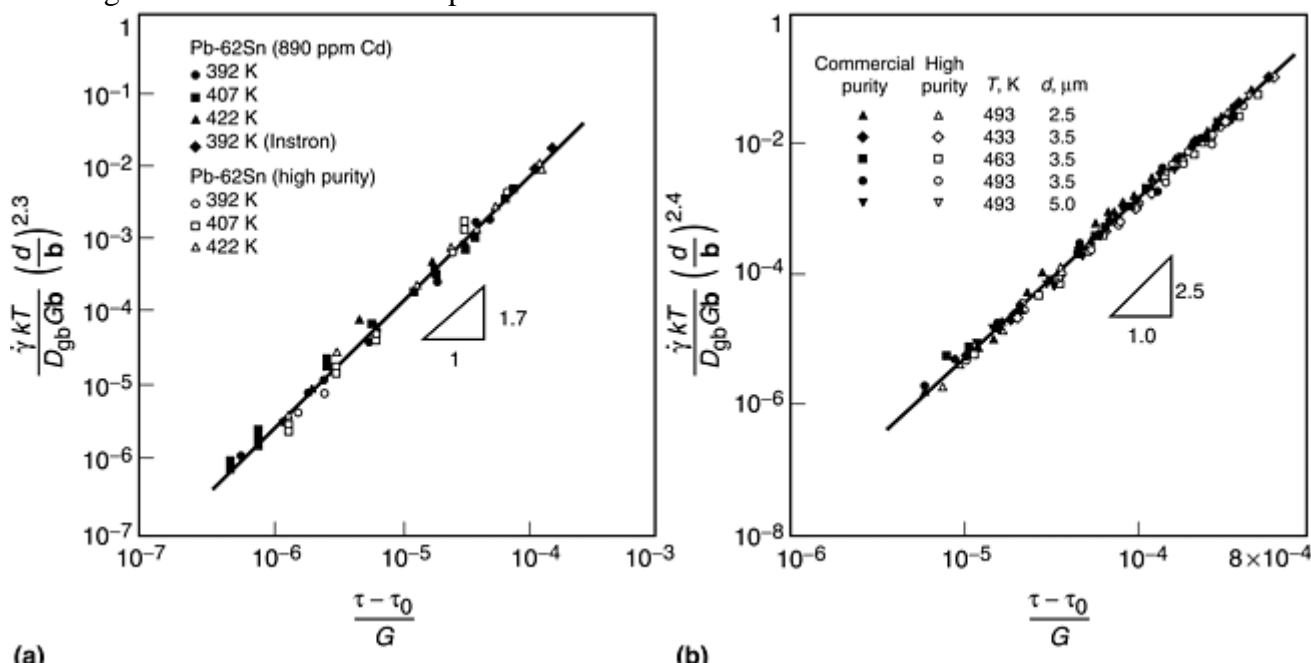 1
10⁻¹
10⁻²
10⁻³
10⁻⁴
10⁻⁵
10⁻⁶
10⁻⁷
Pb-62Sn (890 ppm Cd)
392 K
407 K
422 K
392 K (Instron)
Pb-62Sn (high purity)
392 K
407 K
422 K
1.7
1
γ̇ kT / D_gb Gb (d/b)^2.3
10⁻⁷ 10⁻⁶ 10⁻⁵ 10⁻⁴ 10⁻³
τ – τ₀ / G
(a)
1
10⁻²
10⁻⁴
10⁻⁶
10⁻⁸
Commercial purity High purity T, K d, μm
493 2.5
433 3.5
463 3.5
493 3.5
493 5.0
2.5
1.0
γ̇ kT / D_gb Gb (d/b)^2.4
10⁻⁶ 10⁻⁵ 10⁻⁴ 8×10⁻⁴
τ – τ₀ / G
(b)